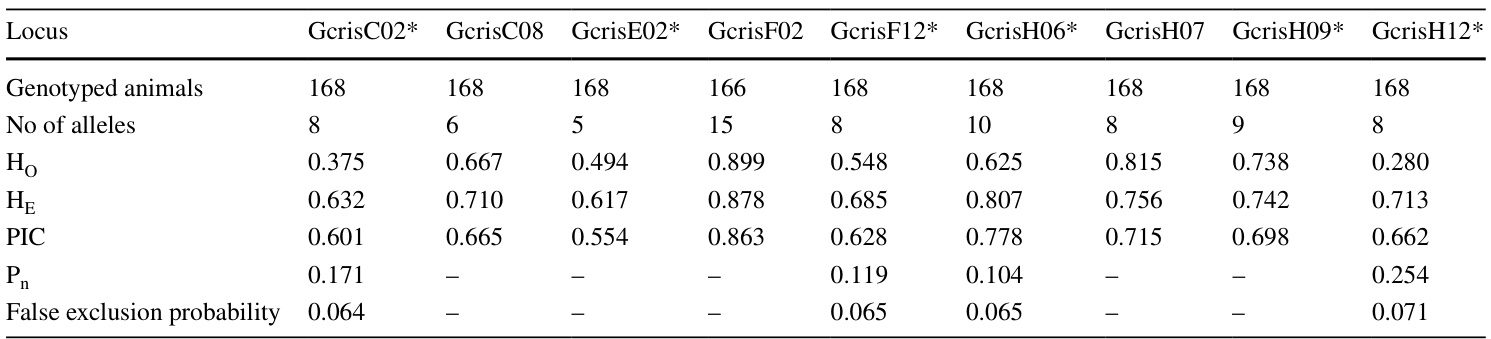 Locus GcrisC02* GcrisC08 GcrisE02* GcrisF02 GcrisF12* GcrisH06* GcrisH07 GcrisH09* GcrisH12*
Genotyped animals 168 168 168 166 168 168 168 168 168
No of alleles 8 6 5 15 8 10 8 9 8
H_O 0.375 0.667 0.494 0.899 0.548 0.625 0.815 0.738 0.280
H_E 0.632 0.710 0.617 0.878 0.685 0.807 0.756 0.742 0.713
PIC 0.601 0.665 0.554 0.863 0.628 0.778 0.715 0.698 0.662
P_n 0.171 – – – 0.119 0.104 – – 0.254
False exclusion probability 0.064 – – – 0.065 0.065 – – 0.071